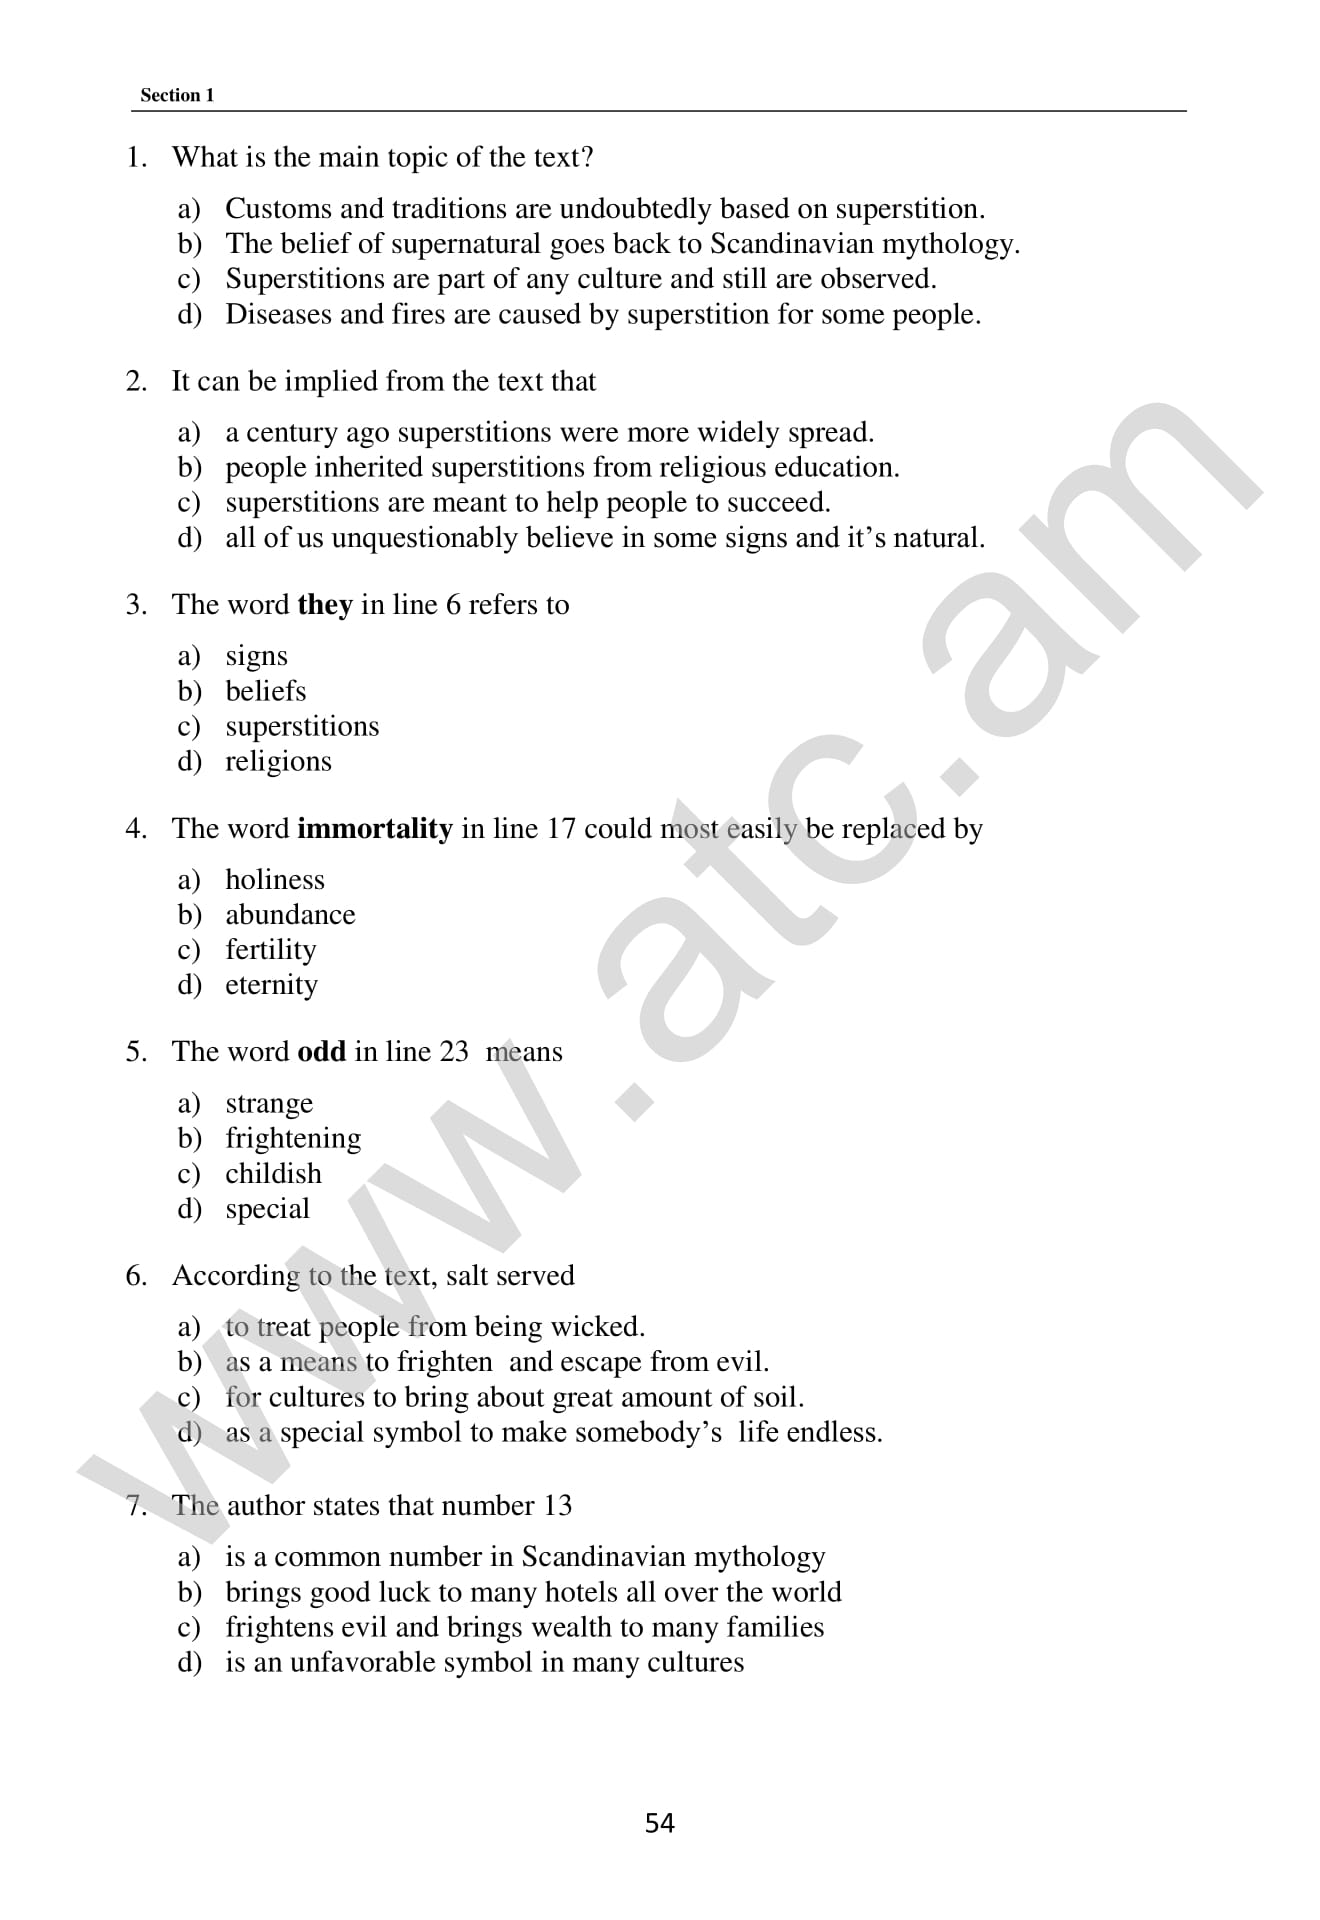 Section 1
1. What is the main topic of the text?
a) Customs and traditions are undoubtedly based on superstition.
b) The belief of supernatural goes back to Scandinavian mythology.
c) Superstitions are part of any culture and still are observed.
d) Diseases and fires are caused by superstition for some people.
2. It can be implied from the text that
a) a century ago superstitions were more widely spread.
b) people inherited superstitions from religious education.
c) superstitions are meant to help people to succeed.
d) all of us unquestionably believe in some signs and it’s natural.
3. The word they in line 6 refers to
a) signs
b) beliefs
c) superstitions
d) religions
4. The word immortality in line 17 could most easily be replaced by
a) holiness
b) abundance
c) fertility
d) eternity
5. The word odd in line 23 means
a) strange
b) frightening
c) childish
d) special
6. According to the text, salt served
a) to treat people from being wicked.
b) as a means to frighten and escape from evil.
c) for cultures to bring about great amount of soil.
d) as a special symbol to make somebody’s life endless.
7. The author states that number 13
a) is a common number in Scandinavian mythology
b) brings good luck to many hotels all over the world
c) frightens evil and brings wealth to many families
d) is an unfavorable symbol in many cultures
54
www.atc.am